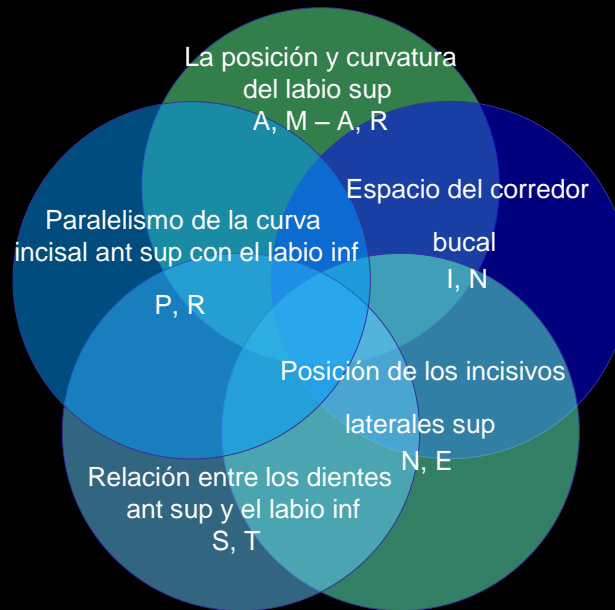 La posición y curvatura
del labio sup
A, M – A, R
Paralelismo de la curva
incisal ant sup con el labio inf
P, R
Espacio del corredor
bucal
I, N
Posición de los incisivos
laterales sup
N, E
Relación entre los dientes
ant sup y el labio inf
S, T